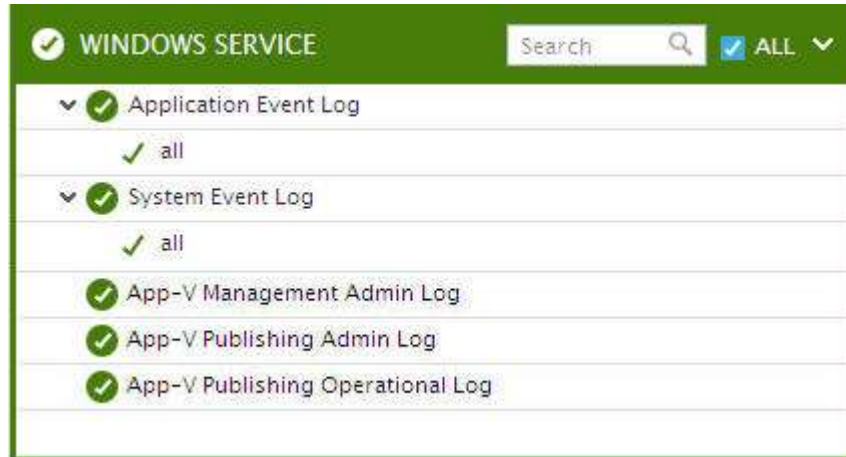 WINDOWS SERVICE Search ALL
Application Event Log
all
System Event Log
all
App-V Management Admin Log
App-V Publishing Admin Log
App-V Publishing Operational Log